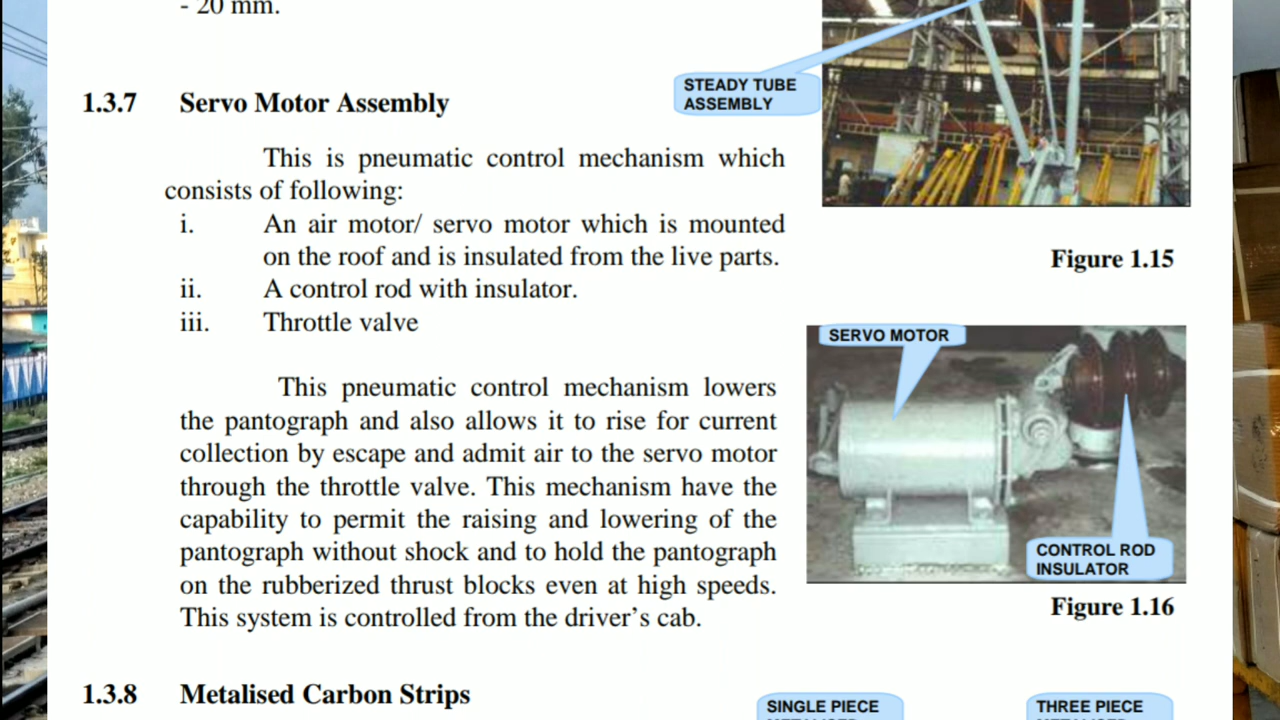 - 20 mm.
STEADY TUBE
ASSEMBLY
1.3.7 Servo Motor Assembly
This is pneumatic control mechanism which
consists of following:
i. An air motor/ servo motor which is mounted
on the roof and is insulated from the live parts.
ii. A control rod with insulator.
iii. Throttle valve
Figure 1.15
SERVO MOTOR
This pneumatic control mechanism lowers
the pantograph and also allows it to rise for current
collection by escape and admit air to the servo motor
through the throttle valve. This mechanism have the
capability to permit the raising and lowering of the
pantograph without shock and to hold the pantograph
on the rubberized thrust blocks even at high speeds.
This system is controlled from the driver's cab.
CONTROL ROD
INSULATOR
Figure 1.16
1.3.8 Metalised Carbon Strips
SINGLE PIECE
THREE PIECE